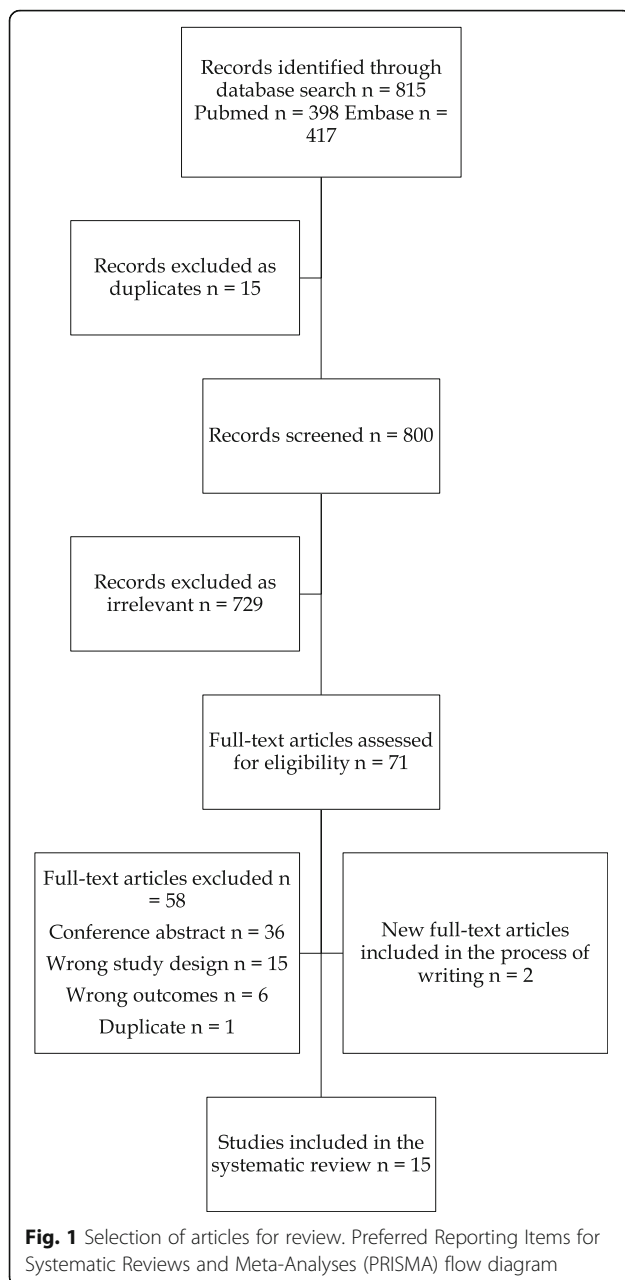 Records identified through
database search n = 815
Pubmed n = 398 Embase n =
417
Records excluded as
duplicates n = 15
Records screened n = 800
Records excluded as
irrelevant n = 729
Full-text articles assessed
for eligibility n = 71
Full-text articles excluded n
= 58
Conference abstract n = 36
Wrong study design n = 15
Wrong outcomes n = 6
Duplicate n = 1
New full-text articles
included in the process of
writing n = 2
Studies included in the
systematic review n = 15
Fig. 1 Selection of articles for review. Preferred Reporting Items for
Systematic Reviews and Meta-Analyses (PRISMA) flow diagram